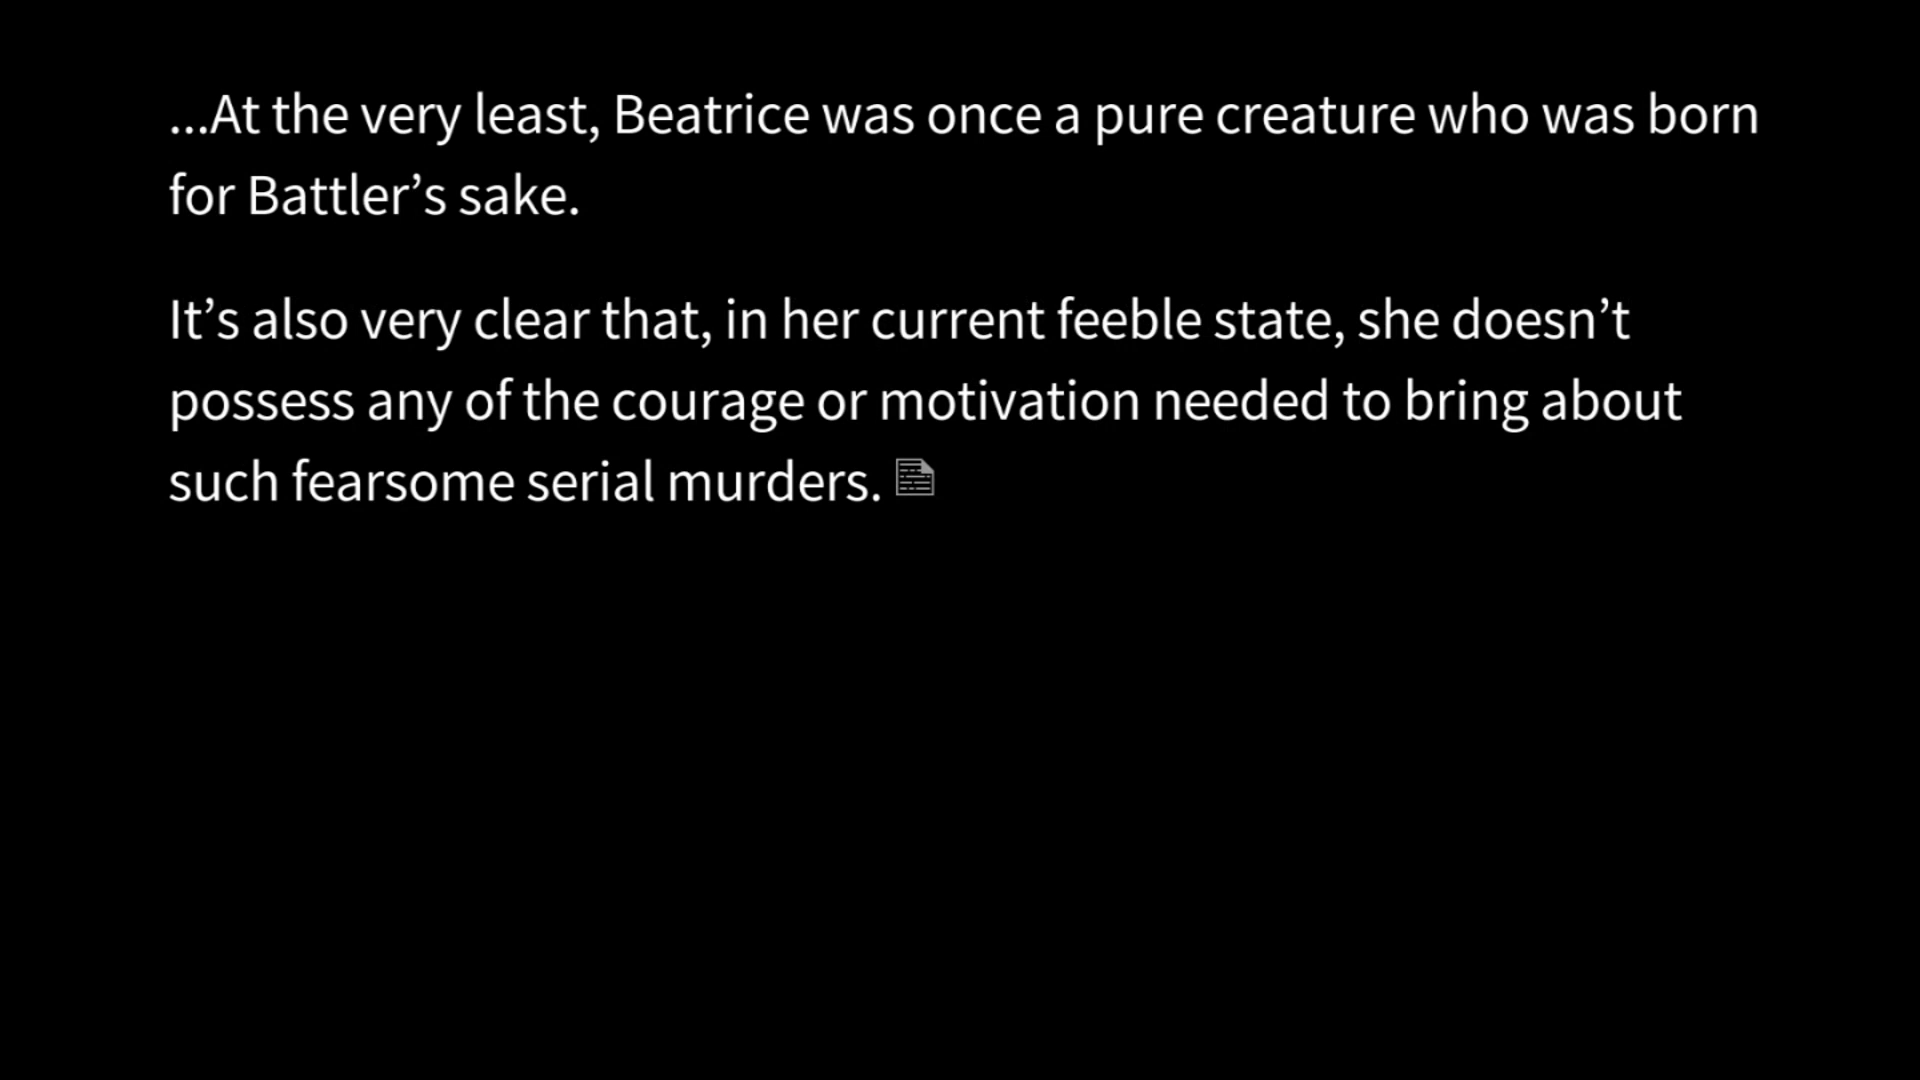 ...At the very least, Beatrice was once a pure creature who was born
for Battler’s sake.
It’s also very clear that, in her current feeble state, she doesn’t
possess any of the courage or motivation needed to bring about
such fearsome serial murders.